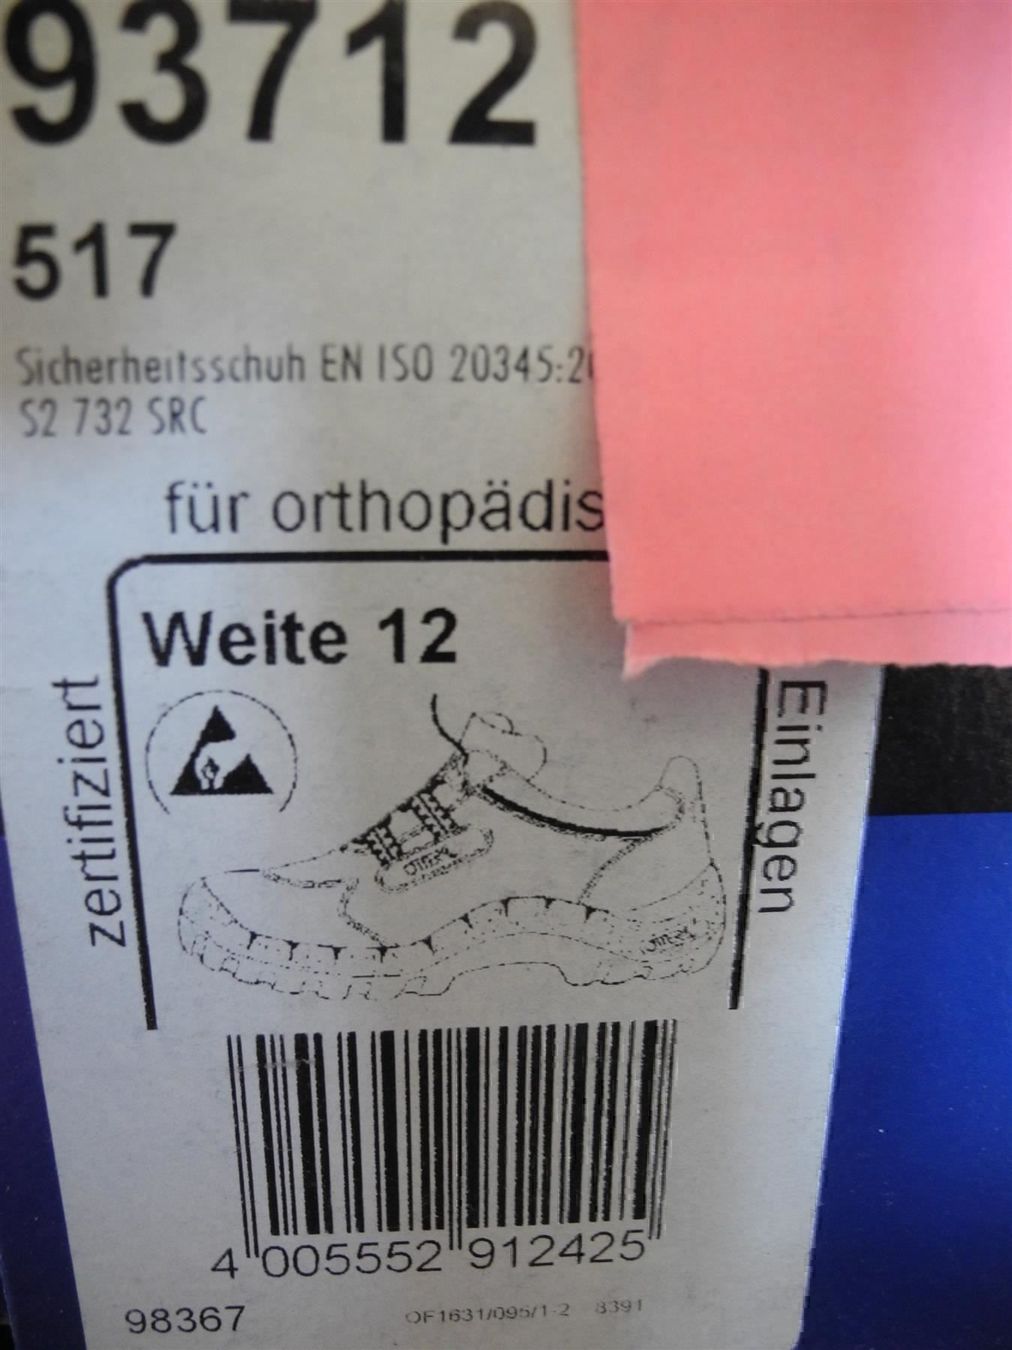 93712
517
Sicherheitsschuh EN ISO 20345:2
S2 732 SRC
für orthopädis
zertifiziert
Weite 12
Einlagen
4 005552 912425
98367
OF1631/095/1-2 8391